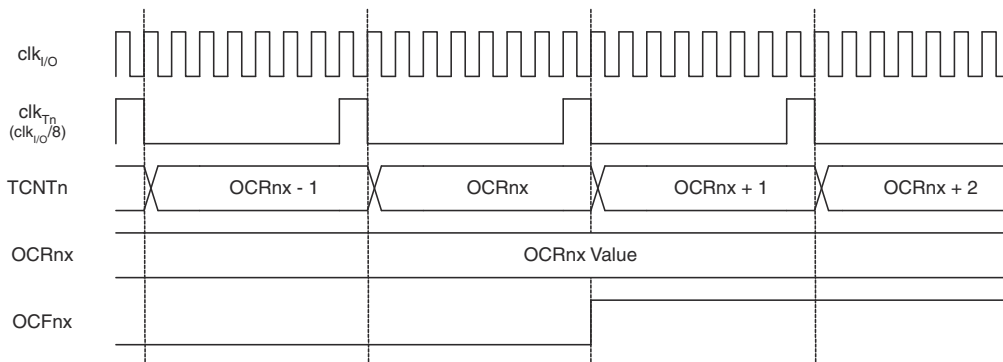 clkI/O
clkTn
(clkI/O/8)
TCNTn OCRnx - 1 OCRnx OCRnx + 1 OCRnx + 2
OCRnx OCRnx Value
OCFnx